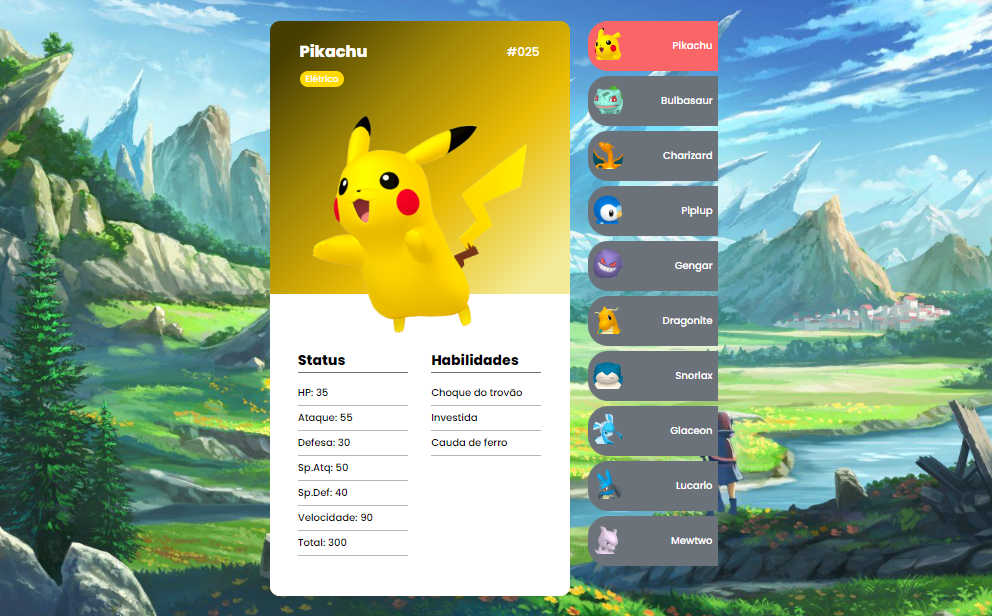 Pikachu
#025
Elétrico
Status
HP: 35
Ataque: 55
Defesa: 30
Sp.Atq: 50
Sp.Def: 40
Velocidade: 90
Total: 300
Habilidades
Choque do trovão
Investida
Cauda de ferro
Pikachu
Bulbasaur
Charizard
Piplup
Gengar
Dragonite
Snorlax
Glaceon
Lucario
Mewtwo